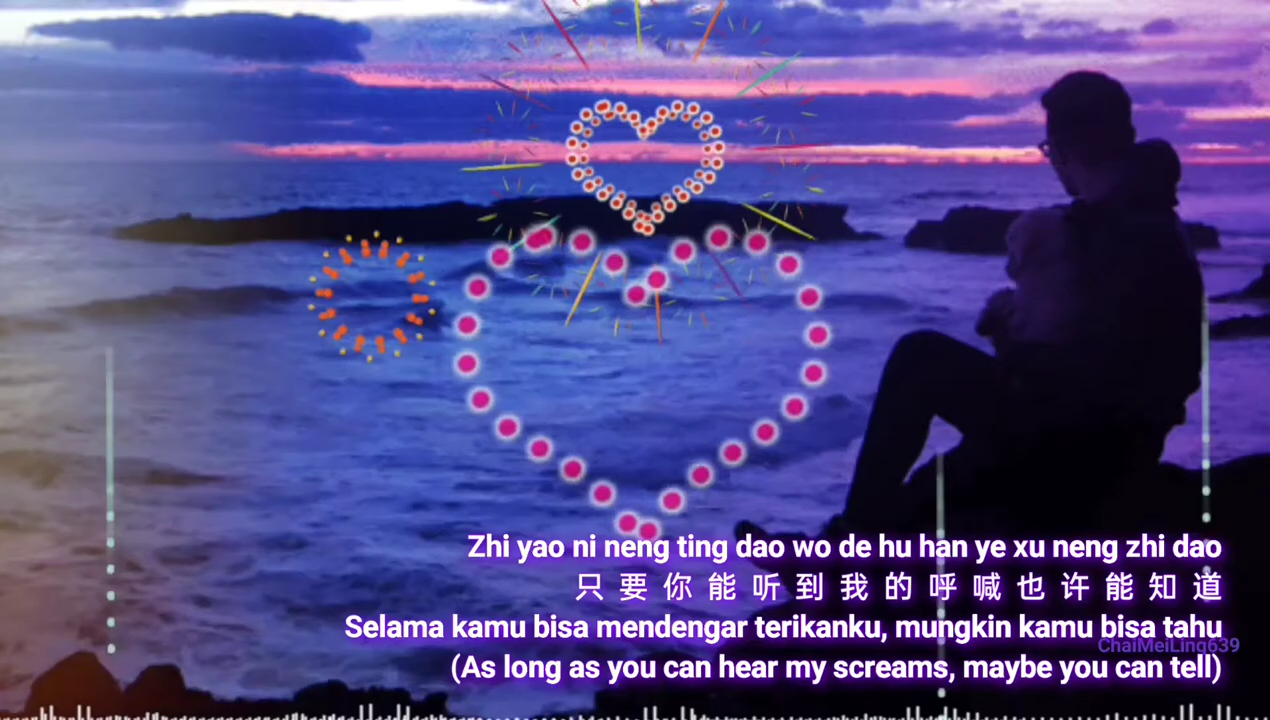 Zhi yao ni neng ting dao wo de hu han ye xu neng zhi dao
只 要 你 能 听 到 我 的 呼 喊 也 许 能 知 道
Selama kamu bisa mendengar terikanku, mungkin kamu bisa tahu
ChaiMeiLing639
(As long as you can hear my screams, maybe you can tell)